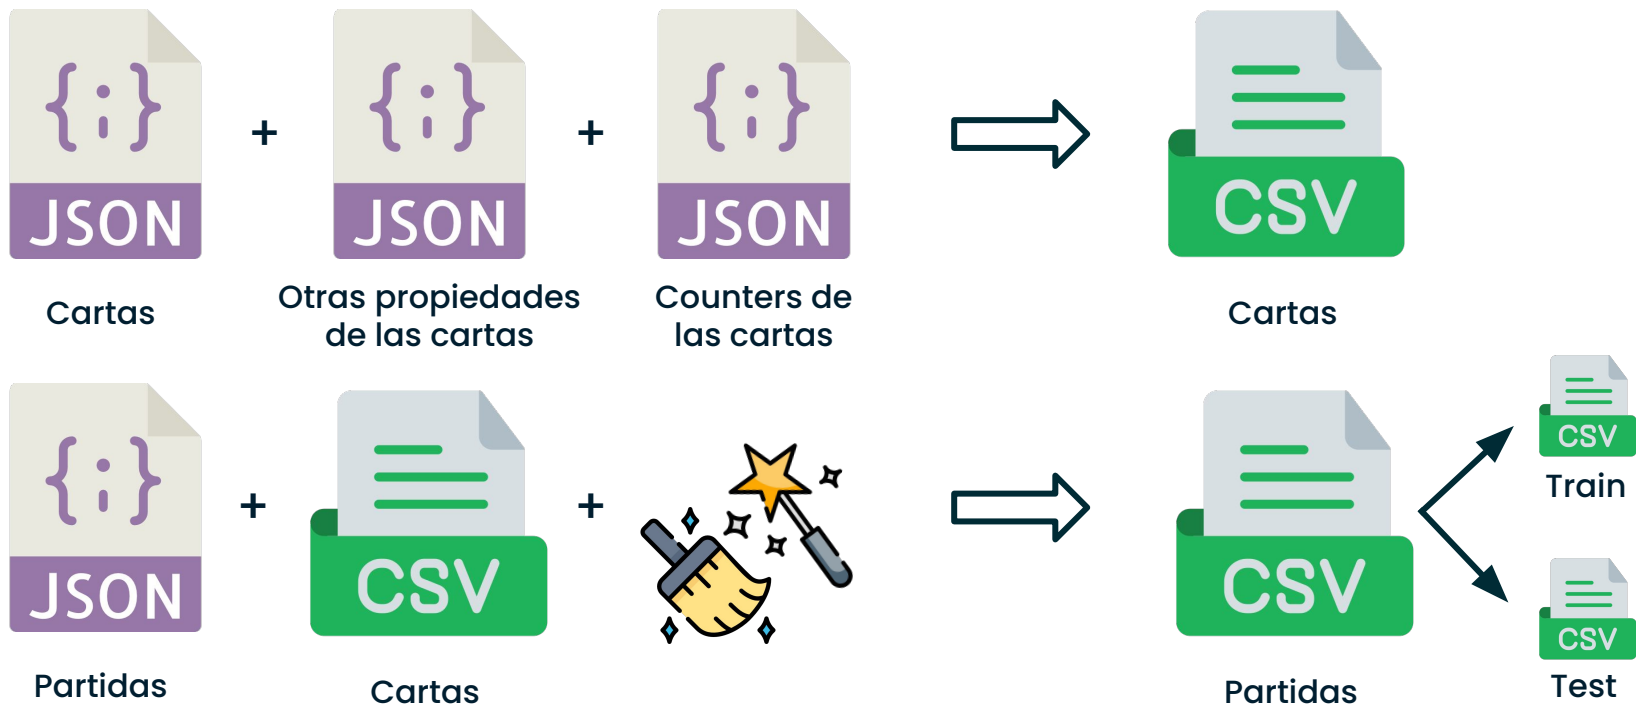 {;}
{;}
{;}
+
+
JSON
JSON
JSON
CSV
Cartas
Otras propiedades
de las cartas
Counters de
las cartas
Cartas
{;}
+
+
JSON
CSV
CSV
CSV
Train
CSV
Partidas
Cartas
Partidas
Test